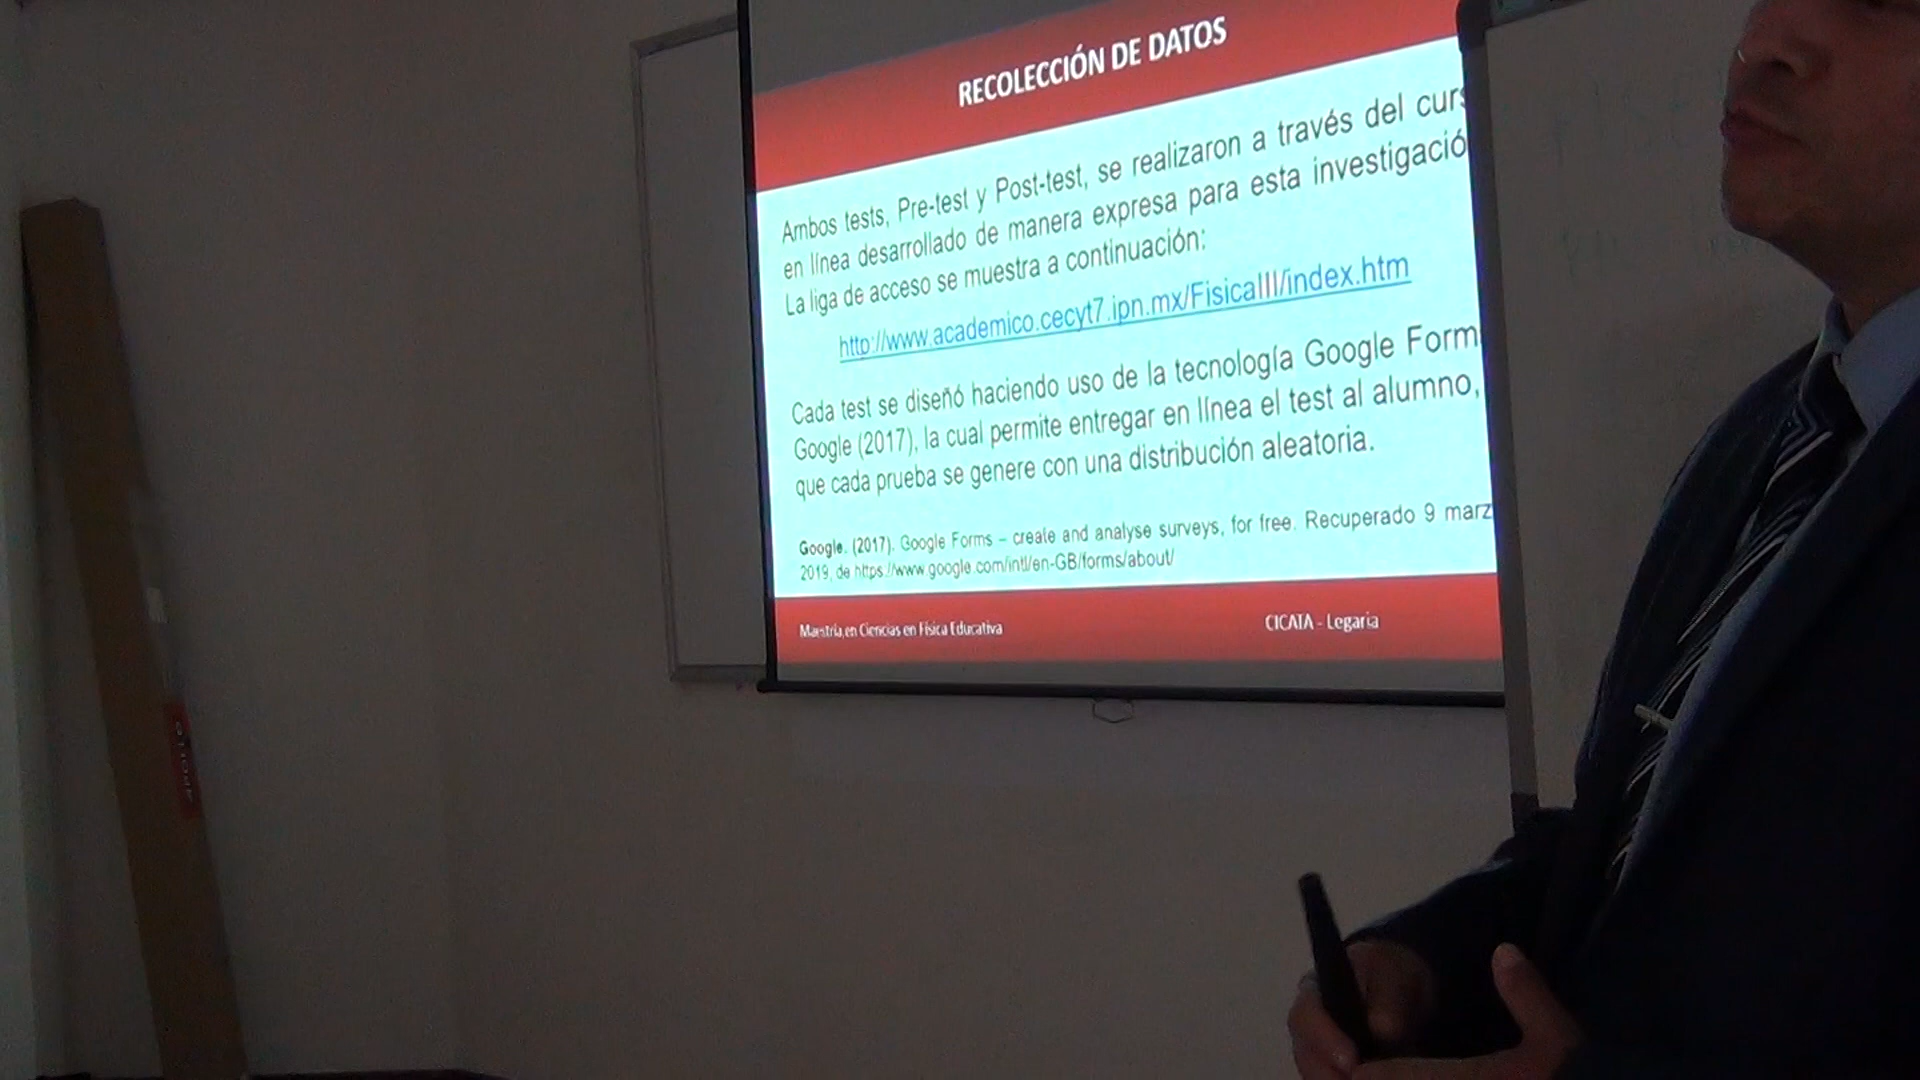 RECOLECCIÓN DE DATOS
Ambos tests, Pre-test y Post-test, se realizaron a través del curs
en línea desarrollado de manera expresa para esta investigació
La liga de acceso se muestra a continuación:
http://www.academico.cecyt7.ipn.mx/FisicaIII/index.htm
Cada test se diseñó haciendo uso de la tecnología Google Form
Google (2017), la cual permite entregar en línea el test al alumno,
que cada prueba se genere con una distribución aleatoria.
Google. (2017). Google Forms – create and analyse surveys, for free. Recuperado 9 marz
2019, de https://www.google.com/intl/en-GB/forms/about/
Maestría en Ciencias en Física Educativa
CICATA - Legaria